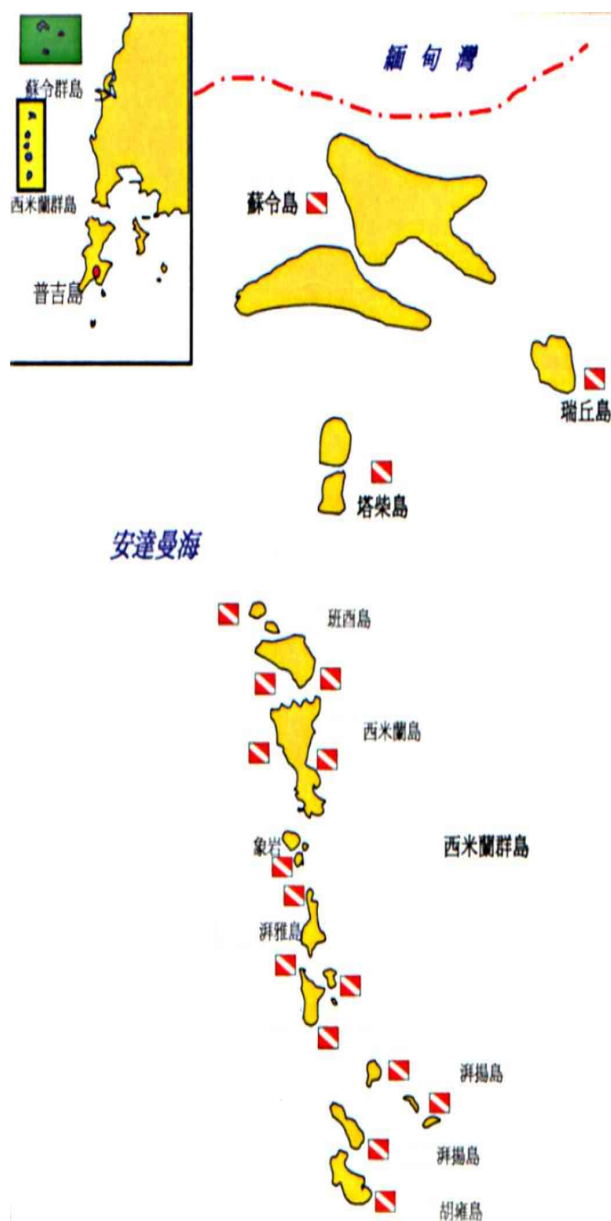 緬甸灣
蘇令群島
西米蘭群島
普吉島
蘇令島
瑞丘島
塔柴島
安達曼海
班西島
西米蘭島
象岩
西米蘭群島
湃雅島
湃揚島
湃揚島
胡雍島